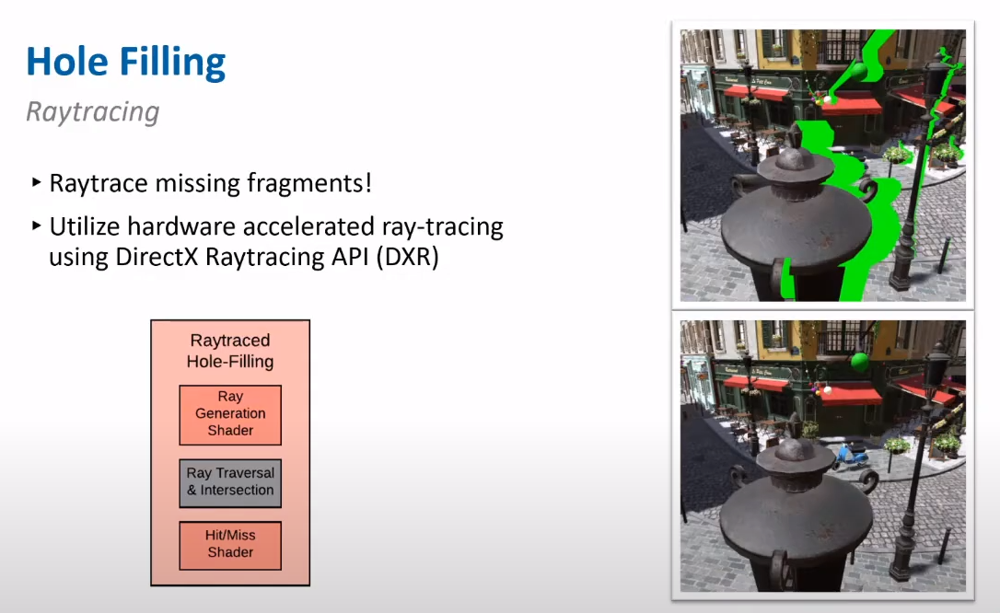 Hole Filling
Raytracing
‣ Raytrace missing fragments!
‣ Utilize hardware accelerated ray-tracing
using DirectX Raytracing API (DXR)
Raytraced
Hole-Filling
Ray
Generation
Shader
Ray Traversal
& Intersection
Hit/Miss
Shader